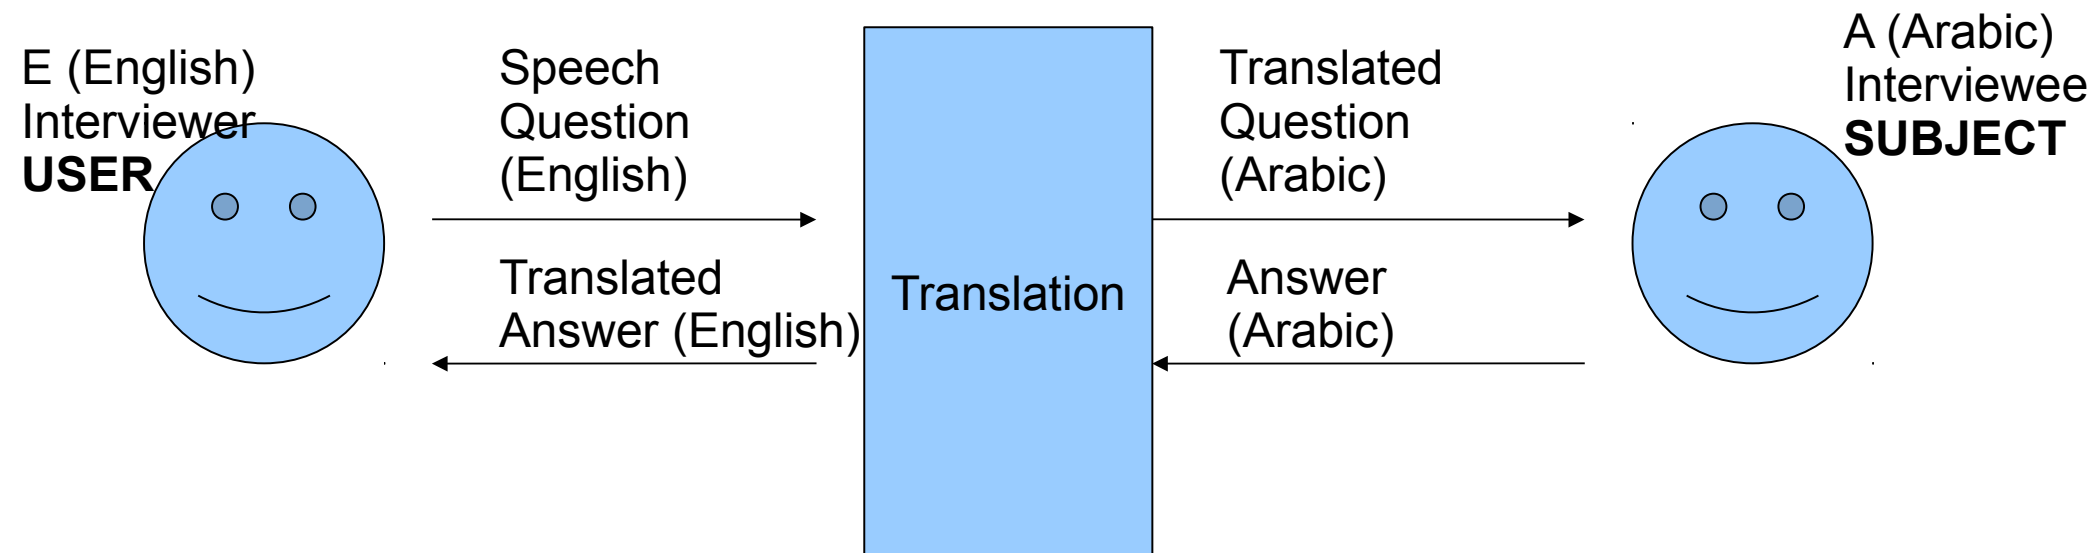 E (English)
Interviewer
USER
Speech
Question
(English)
Translated
Answer (English)
Translation
Translated
Question
(Arabic)
Answer
(Arabic)
A (Arabic)
Interviewee
SUBJECT